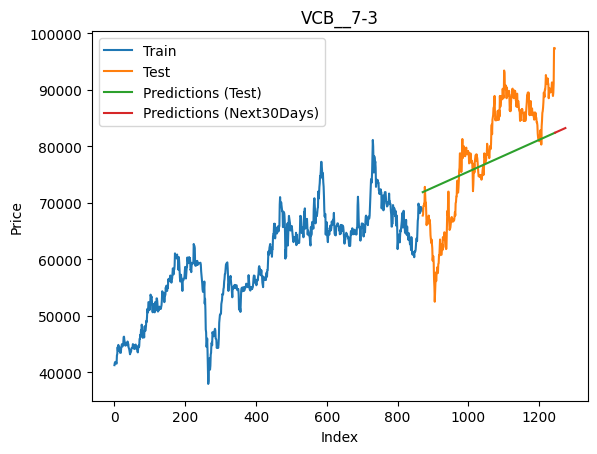 VCB__7-3
Train
Test
Predictions (Test)
Predictions (Next30Days)
100000
90000
80000
70000
60000
50000
40000
Price
0 200 400 600 800 1000 1200
Index